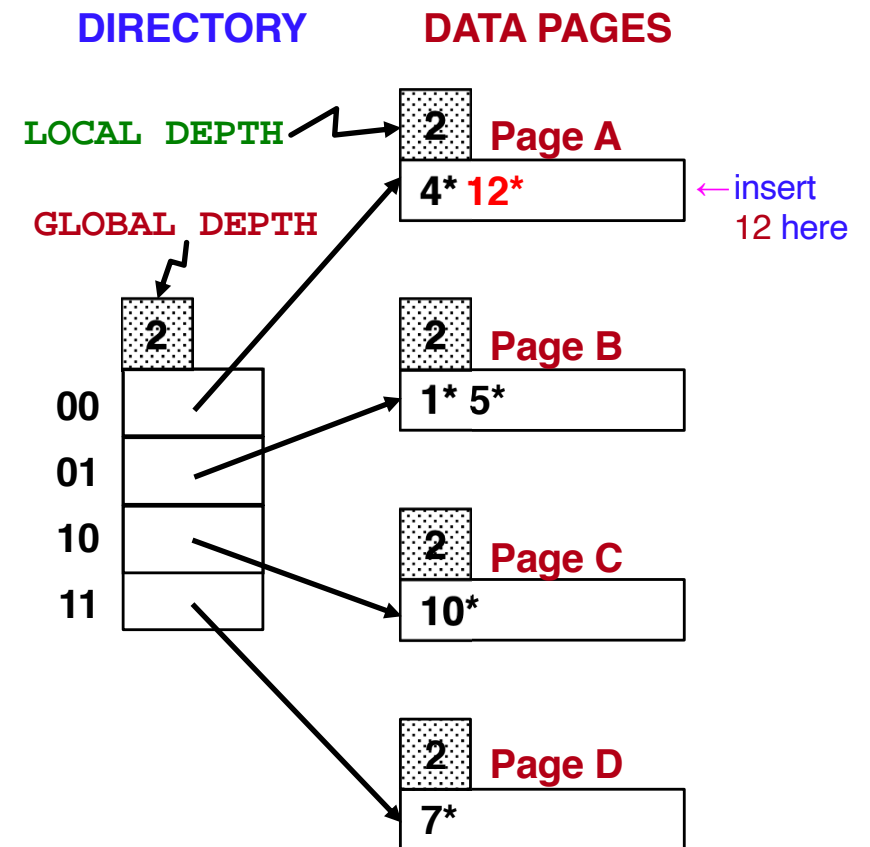 DIRECTORY
DATA PAGES
LOCAL DEPTH
2
Page A
4* 12*
←insert
12 here
GLOBAL DEPTH
2
2
Page B
1* 5*
00
01
10
11
2
Page C
10*
2
Page D
7*